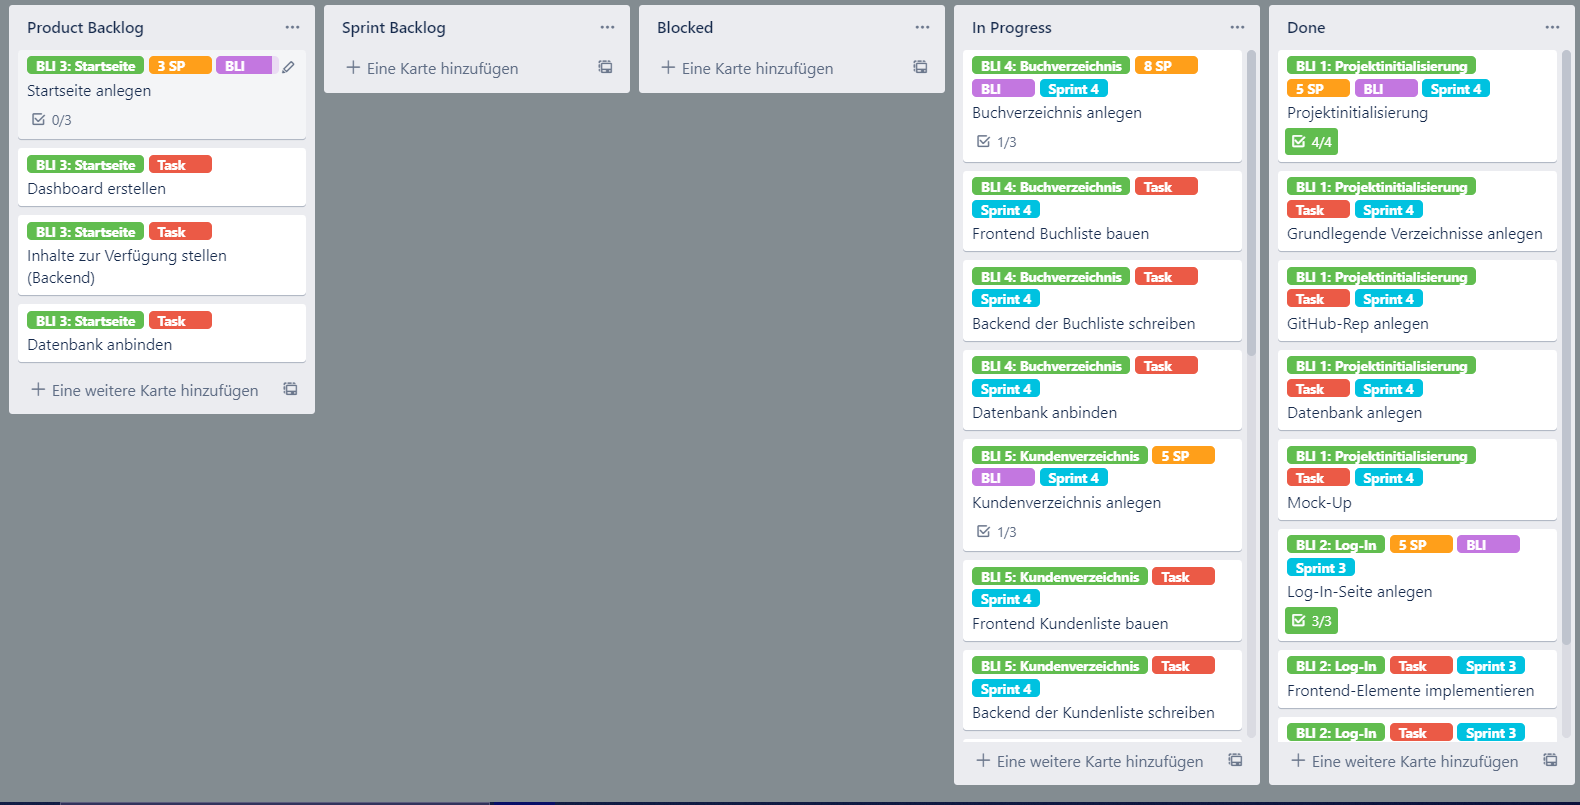 Product Backlog
BLI 3: Startseite 3 SP BLI
Startseite anlegen
0/3
BLI 3: Startseite Task
Dashboard erstellen
BLI 3: Startseite Task
Inhalte zur Verfügung stellen
(Backend)
BLI 3: Startseite Task
Datenbank anbinden
Eine weitere Karte hinzufügen
Sprint Backlog
Eine Karte hinzufügen
Blocked
Eine Karte hinzufügen
In Progress
BLI 4: Buchverzeichnis 8 SP
BLI Sprint 4
Buchverzeichnis anlegen
1/3
BLI 4: Buchverzeichnis Task
Sprint 4
Frontend Buchliste bauen
BLI 4: Buchverzeichnis Task
Sprint 4
Backend der Buchliste schreiben
BLI 4: Buchverzeichnis Task
Sprint 4
Datenbank anbinden
BLI 5: Kundenverzeichnis 5 SP
BLI Sprint 4
Kundenverzeichnis anlegen
1/3
BLI 5: Kundenverzeichnis Task
Sprint 4
Frontend Kundenliste bauen
BLI 5: Kundenverzeichnis Task
Sprint 4
Backend der Kundenliste schreiben
Eine weitere Karte hinzufügen
Done
BLI 1: Projektinitialisierung
5 SP BLI Sprint 4
Projektinitialisierung
4/4
BLI 1: Projektinitialisierung
Task Sprint 4
Grundlegende Verzeichnisse anlegen
BLI 1: Projektinitialisierung
Task Sprint 4
GitHub-Rep anlegen
BLI 1: Projektinitialisierung
Task Sprint 4
Datenbank anlegen
BLI 1: Projektinitialisierung
Task Sprint 4
Mock-Up
BLI 2: Log-In 5 SP BLI
Sprint 3
Log-In-Seite anlegen
3/3
BLI 2: Log-In Task Sprint 3
Frontend-Elemente implementieren
BLI 2: Log-In Task Sprint 3
Eine weitere Karte hinzufügen